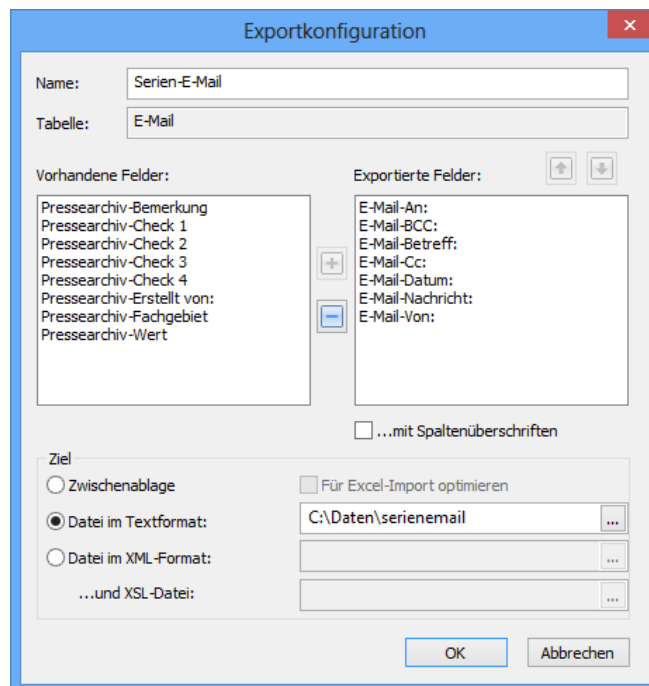 Exportkonfiguration
Name: Serien-E-Mail
Tabelle: E-Mail
Vorhandene Felder: Exportierte Felder:
Pressearchiv-Bemerkung
Pressearchiv-Check 1
Pressearchiv-Check 2
Pressearchiv-Check 3
Pressearchiv-Check 4
Pressearchiv-Erstellt von:
Pressearchiv-Fachgebiet
Pressearchiv-Wert
E-Mail-An:
E-Mail-BCC:
E-Mail-Betreff:
E-Mail-Cc:
E-Mail-Datum:
E-Mail-Nachricht:
E-Mail-Von:
...mit Spaltenüberschriften
Ziel
Zwischenablage Für Excel-Import optimieren
Datei im Textformat: C:\Daten\serienemail ...
Datei im XML-Format: ...
...und XSL-Datei: ...
OK Abbrechen